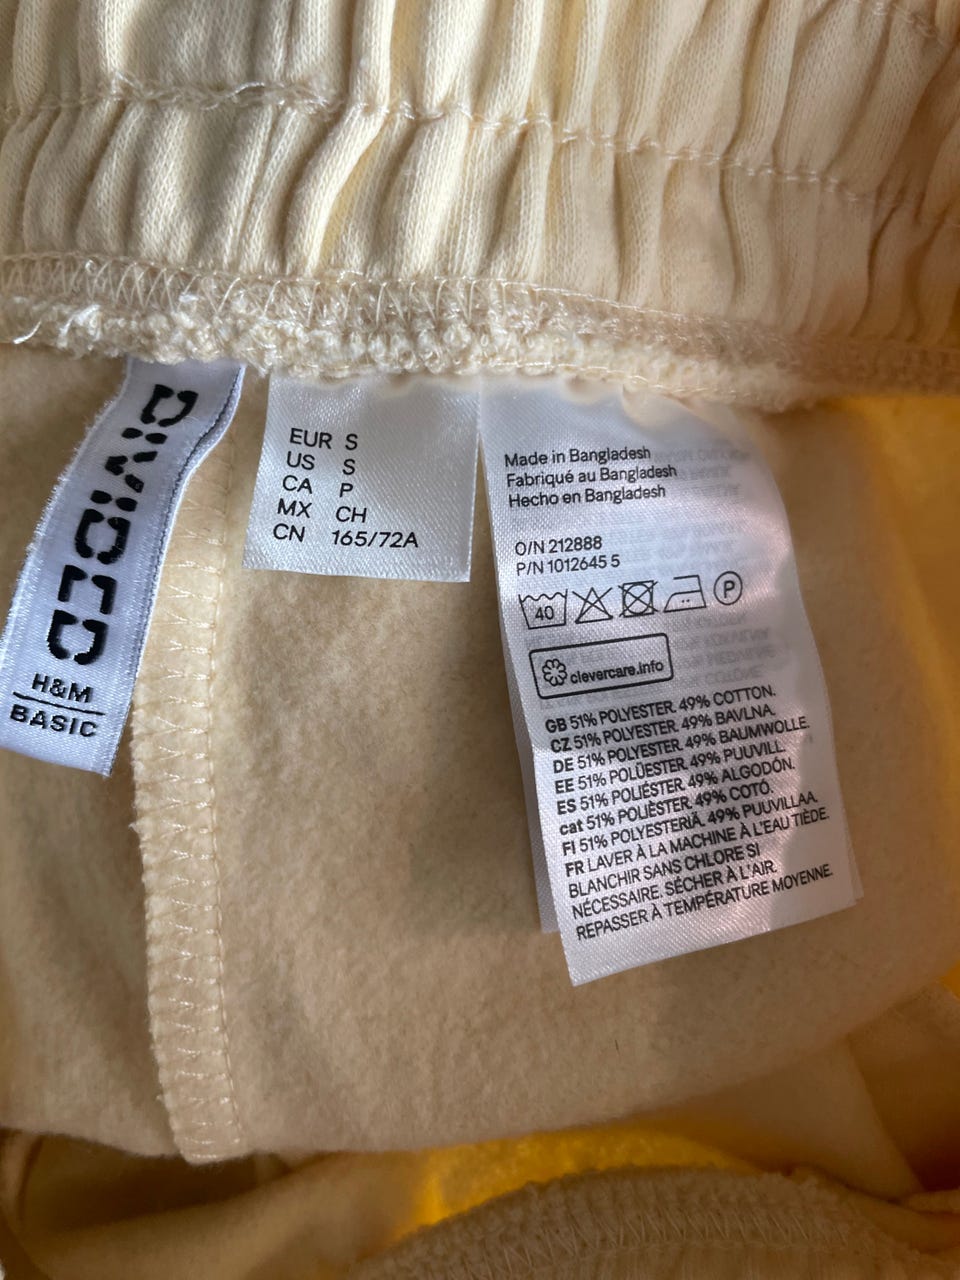 DIVIDED
H&M
BASIC
EUR S
US S
CA P
MX CH
CN 165/72A
Made in Bangladesh
Fabriqué au Bangladesh
Hecho en Bangladesh
O/N 212888
P/N 1012645 5
40
P
clevercare.info
GB 51% POLYESTER. 49% COTTON.
CZ 51% POLYESTER. 49% BAVLNA.
DE 51% POLYESTER. 49% BAUMWOLLE.
EE 51% POLÜESTER. 49% PUUVILL.
ES 51% POLIÉSTER. 49% ALGODÓN.
cat 51% POLIÈSTER. 49% COTÓ.
FI 51% POLYESTERIÄ. 49% PUUVILLAA.
FR LAVER À LA MACHINE À L'EAU TIÈDE.
BLANCHIR SANS CHLORE SI
NÉCESSAIRE. SÉCHER À L'AIR.
REPASSER À TEMPÉRATURE MOYENNE.